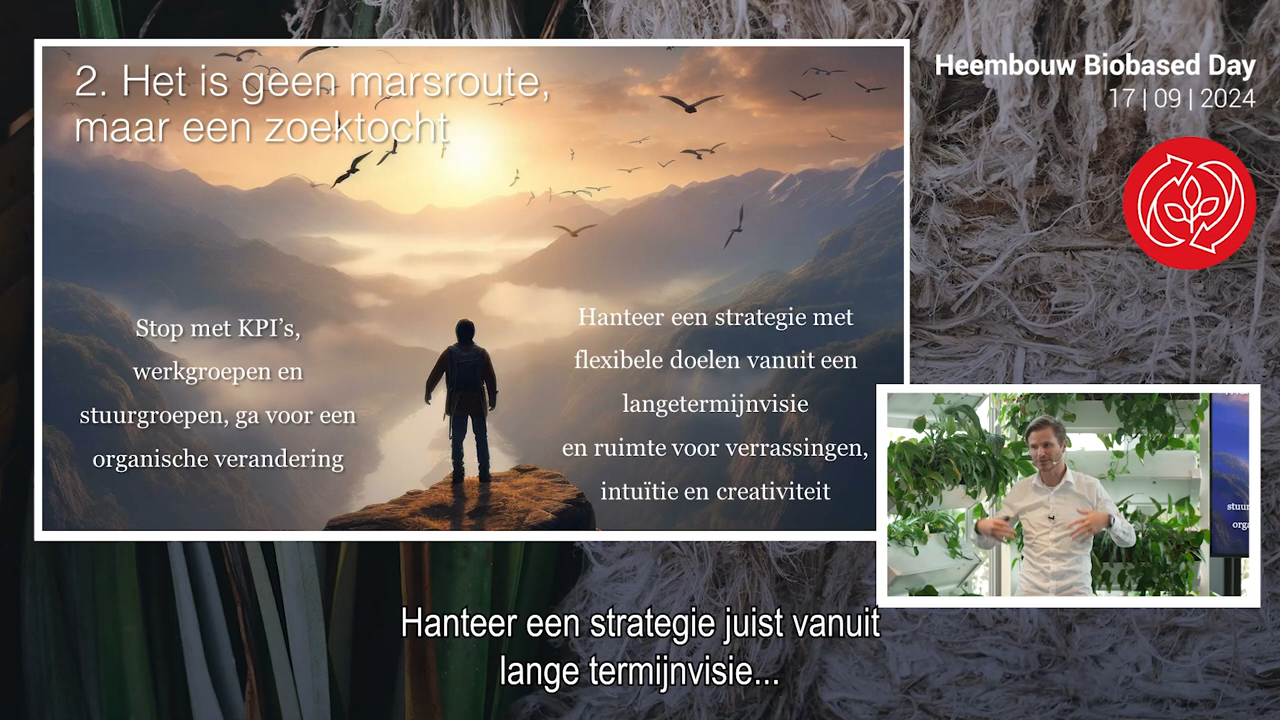 2. Het is geen marsroute,
maar een zoektocht
Stop met KPI's,
werkgroepen en
stuurgroepen, ga voor een
organische verandering
Hanteer een strategie met
flexibele doelen vanuit een
langetermijnvisie
en ruimte voor verrassingen,
intuïtie en creativiteit
Heembouw Biobased Day
17 | 09 | 2024
Hanteer een strategie juist vanuit
lange termijnvisie...